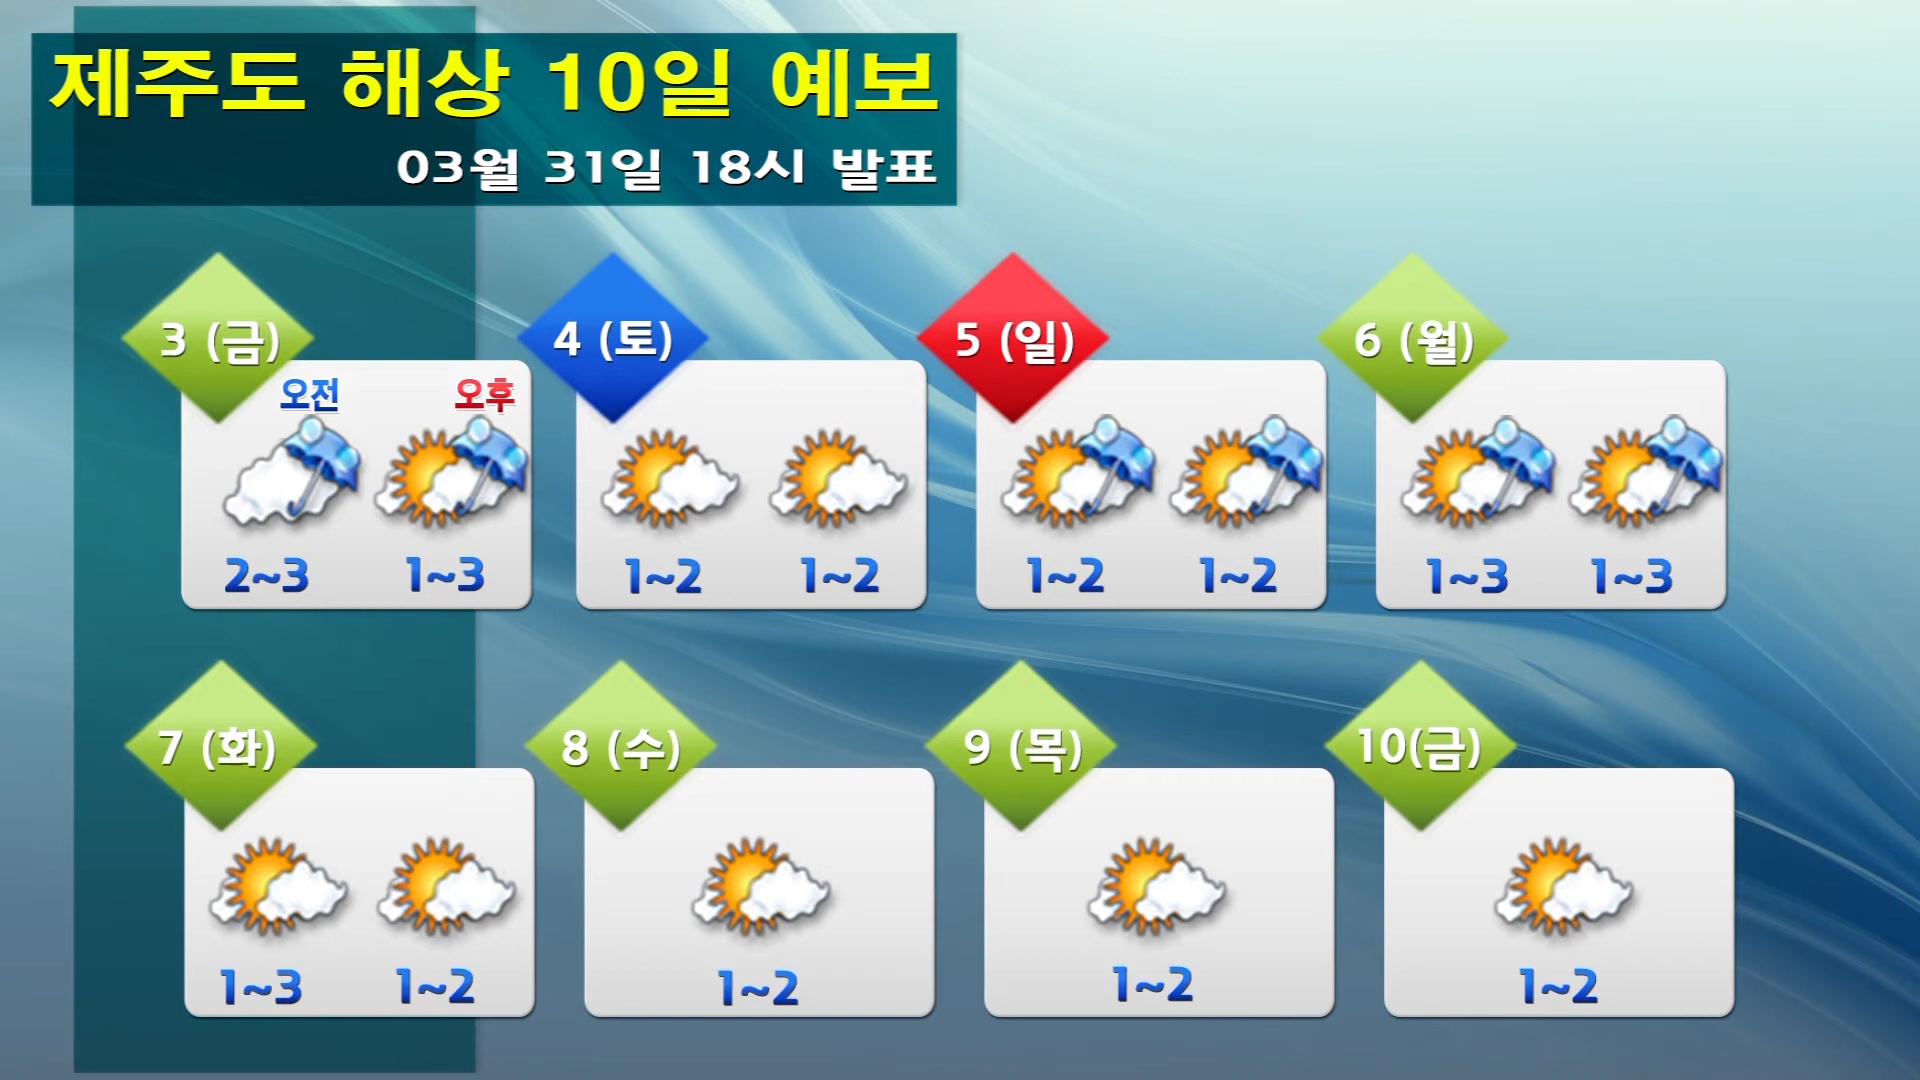 제주도 해상 10일 예보
03월 31일 18시 발표
3 (금)
오전 오후
2~3 1~3
4 (토)
1~2 1~2
5 (일)
1~2 1~2
6 (월)
1~3 1~3
7 (화)
1~3 1~2
8 (수)
1~2
9 (목)
1~2
10(금)
1~2